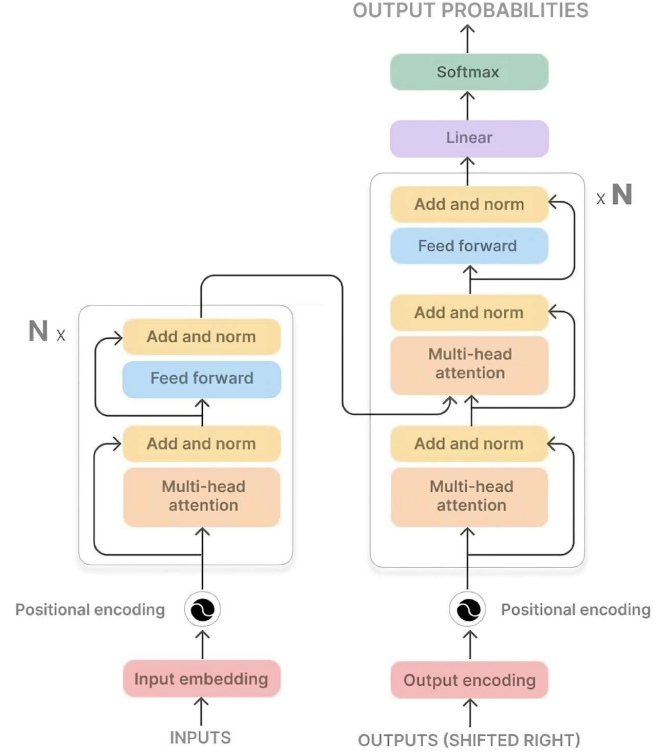 OUTPUT PROBABILITIES
Softmax
Linear
Add and norm
x N
Feed forward
Add and norm
Multi-head
attention
Add and norm
Multi-head
attention
Positional encoding
Output encoding
OUTPUTS (SHIFTED RIGHT)
N x
Add and norm
Feed forward
Add and norm
Multi-head
attention
Positional encoding
Input embedding
INPUTS